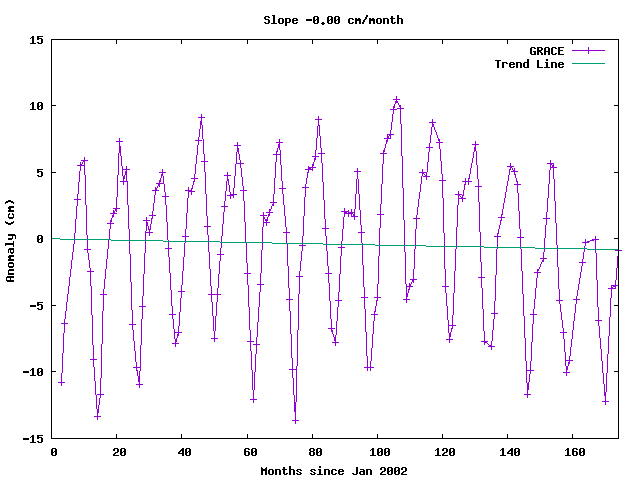 Slope -0.00 cm/month
15
GRACE
Trend Line
10
5
0
-5
-10
-15
Anomaly (cm)
0 20 40 60 80 100 120 140 160
Months since Jan 2002